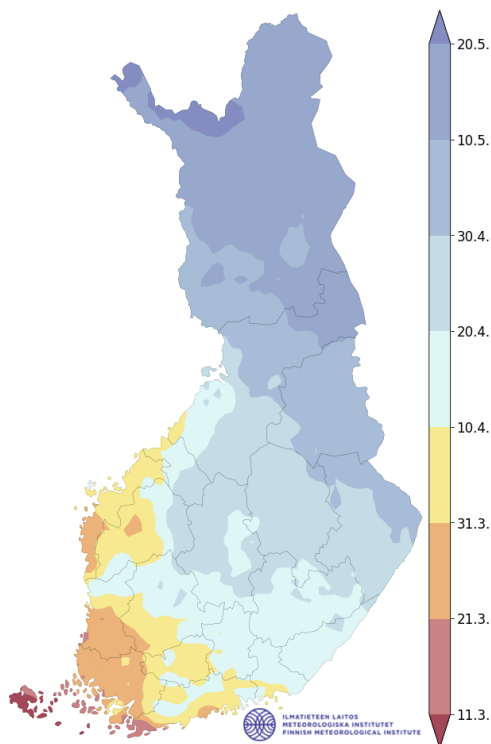 20.5.
10.5.
30.4.
20.4.
10.4.
31.3.
21.3.
11.3.
ILMATIETEEN LAITOS
METEOROLOGISKA INSTITUTET
FINNISH METEOROLOGICAL INSTITUTE